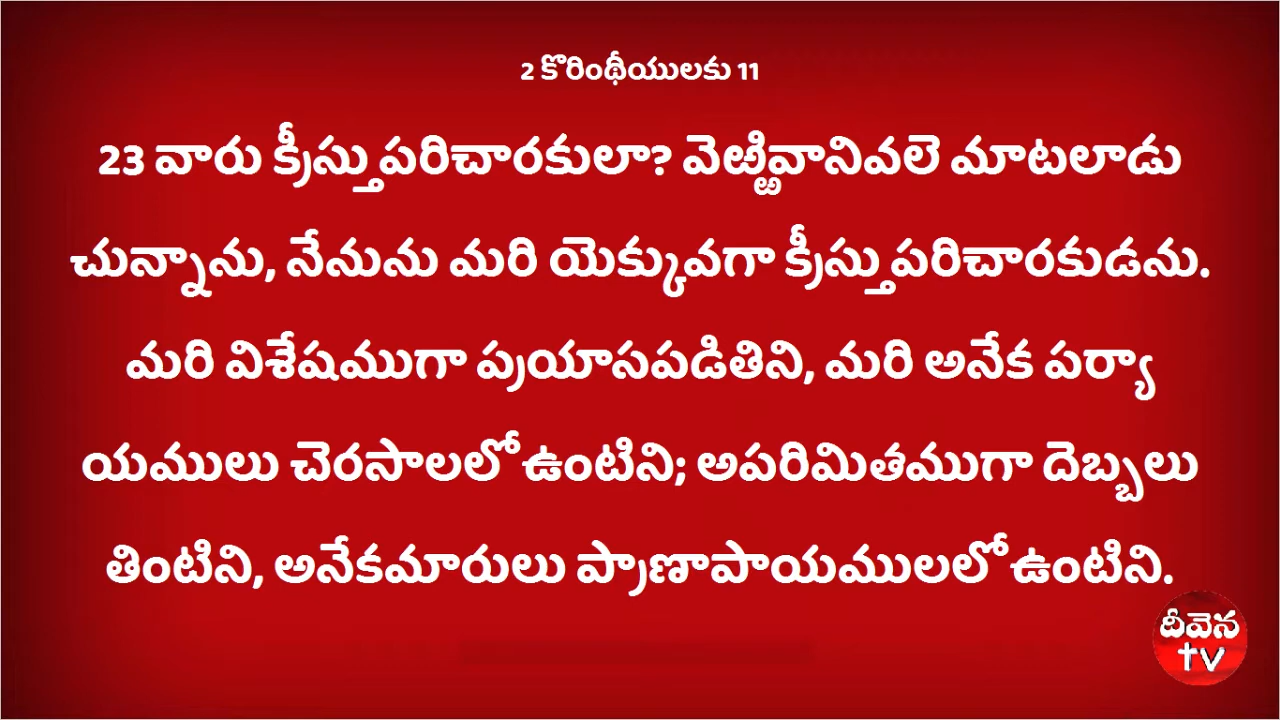 2 కొరింథీయులకు 11
23 వారు క్రీస్తుపరిచారకులా? వెఱ్ఱివానివలె మాటలాడు
చున్నాను, నేనును మరి యెక్కువగా క్రీస్తుపరిచారకుడను.
మరి విశేషముగా ప్రయాసపడితిని, మరి అనేక పర్యా
యములు చెరసాలలో ఉంటిని; అపరిమితముగా దెబ్బలు
తింటిని, అనేకమారులు ప్రాణాపాయములలో ఉంటిని.
దీవెన
tv